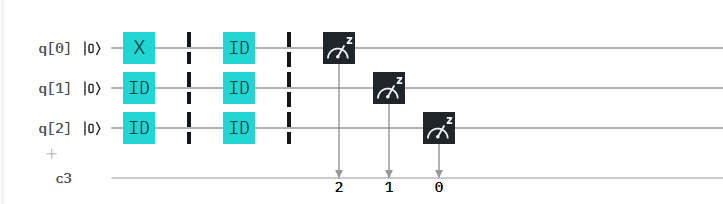 q[0] |0⟩ X ID z
q[1] |0⟩ ID ID z
q[2] |0⟩ ID ID z
+
c3 2 1 0